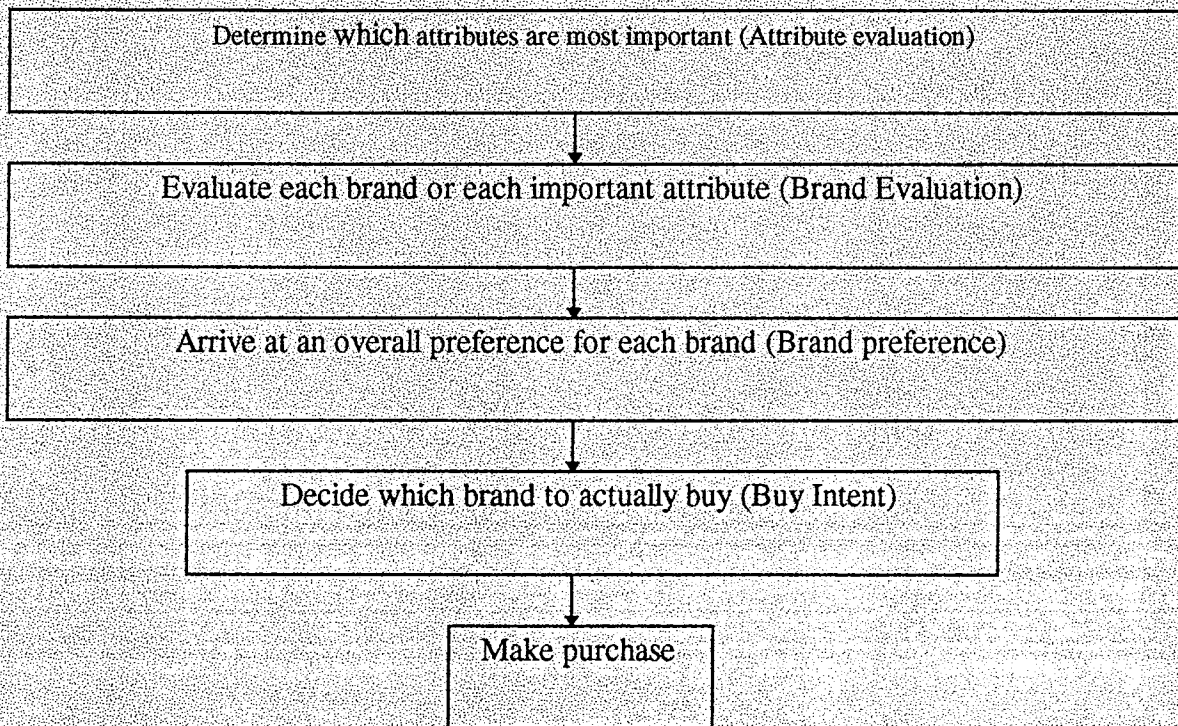 Determine which attributes are most important (Attribute evaluation)
Evaluate each brand or each important attribute (Brand Evaluation)
Arrive at an overall preference for each brand (Brand preference)
Decide which brand to actually buy (Buy Intent)
Make purchase